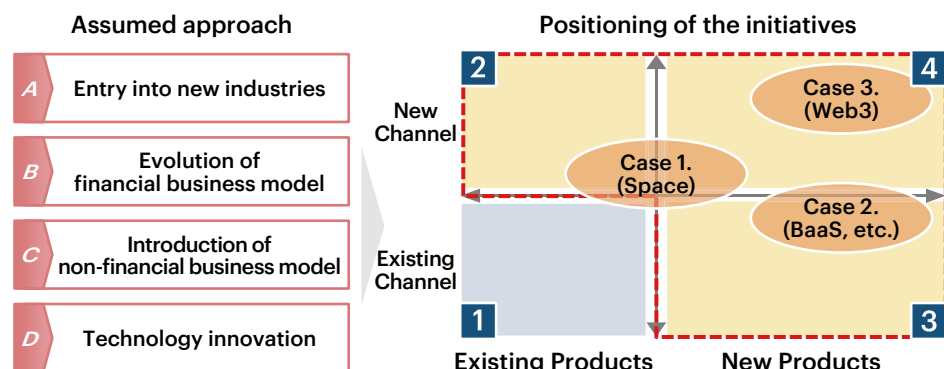 Assumed approach
A
Entry into new industries
B
Evolution of
financial business model
C
Introduction of
non-financial business model
D
Technology innovation
Positioning of the initiatives
2
4
New
Channel
Case 3.
(Web3)
Case 1.
(Space)
Case 2.
(BaaS, etc.)
Existing
Channel
1
3
Existing Products
New Products